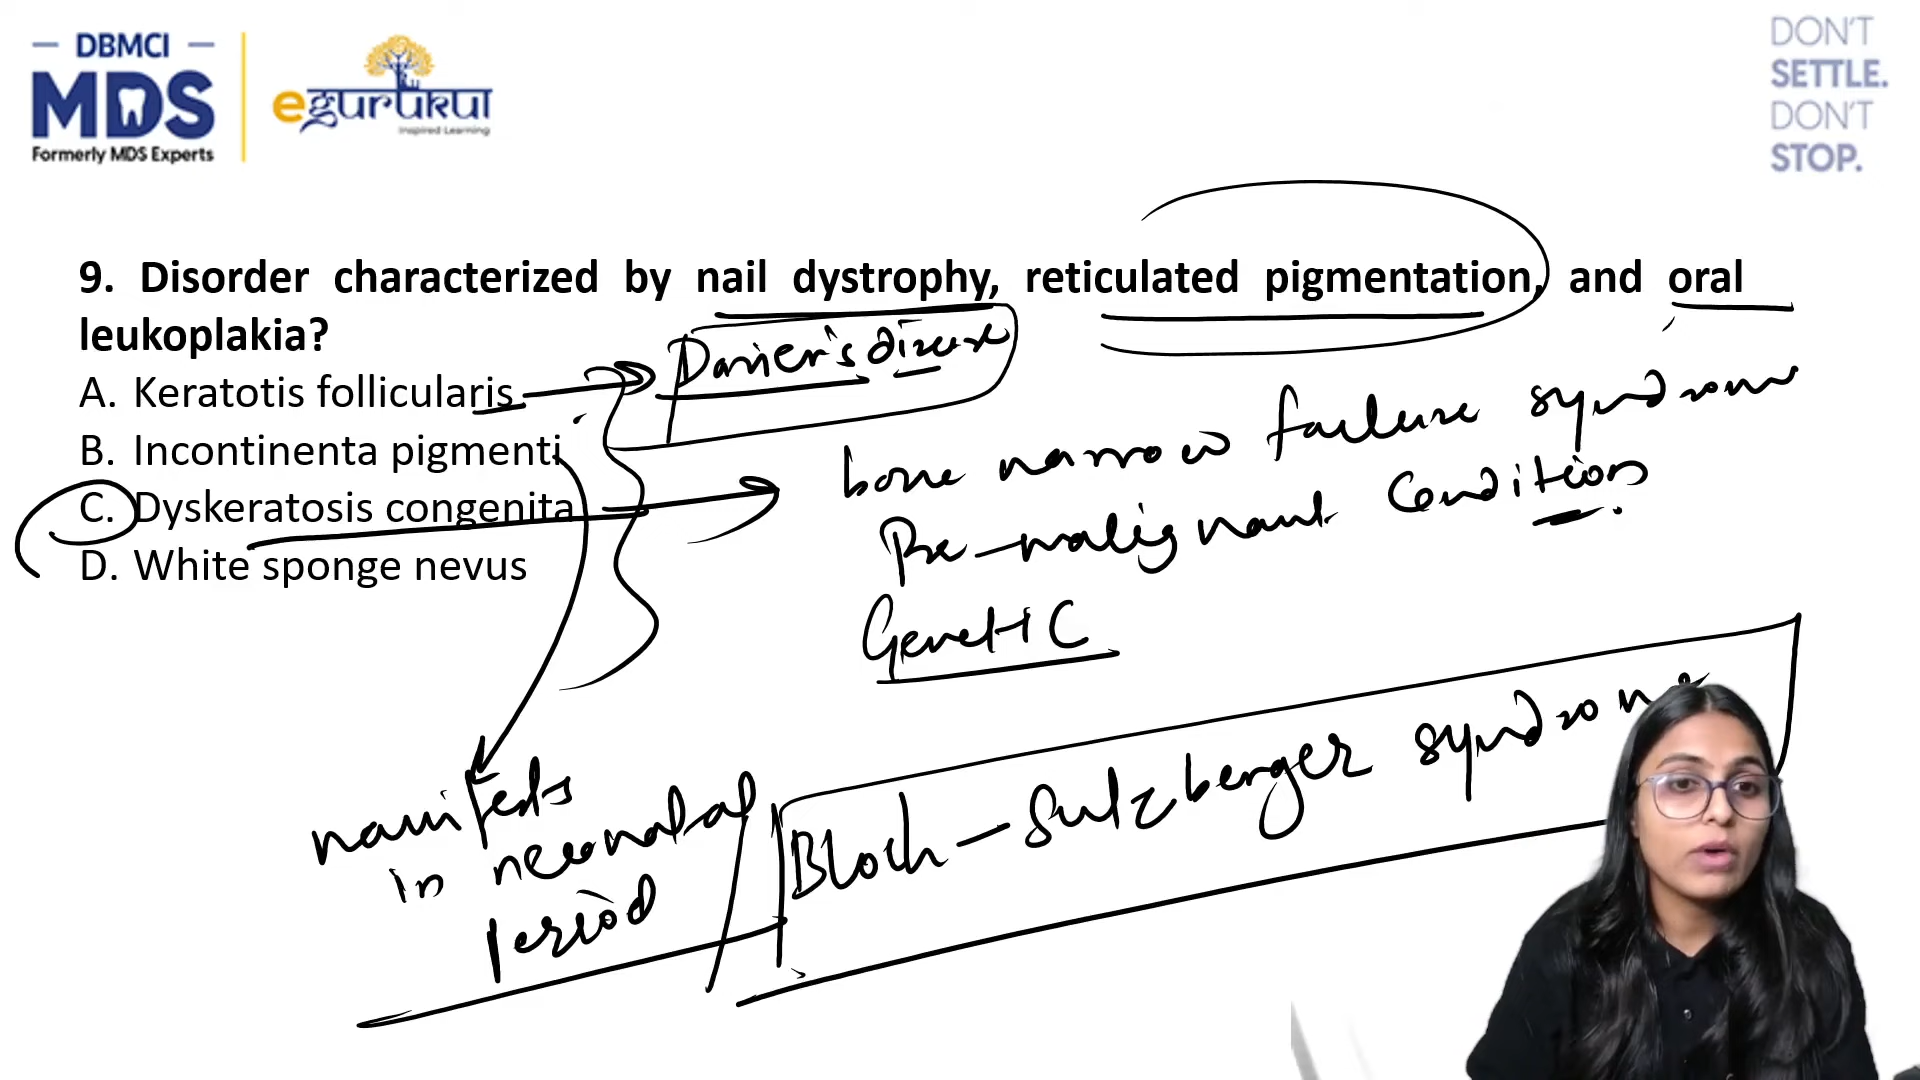 DBMCI
MDS
Formerly MDS Experts
egurukul
Inspired Learning
DON'T
SETTLE.
DON'T
STOP.
9. Disorder characterized by nail dystrophy, reticulated pigmentation, and oral
leukoplakia?
A. Keratotis follicularis
B. Incontinenta pigmenti
C. Dyskeratosis congenita
D. White sponge nevus
Darier's disease
bone marrow failure syndrome
Pre-malignant condition
Genetic
manifests
in neonatal
period
Bloch-Sulzberger syndrome